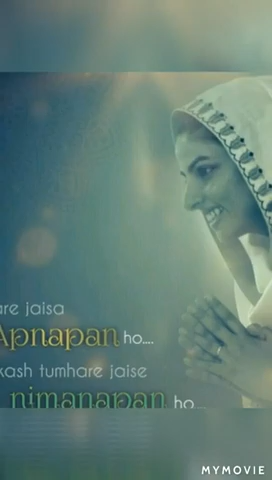 are jaisa
Apnapan ho....
kash tumhare jaise
nimanapan ho
MYMOVIE